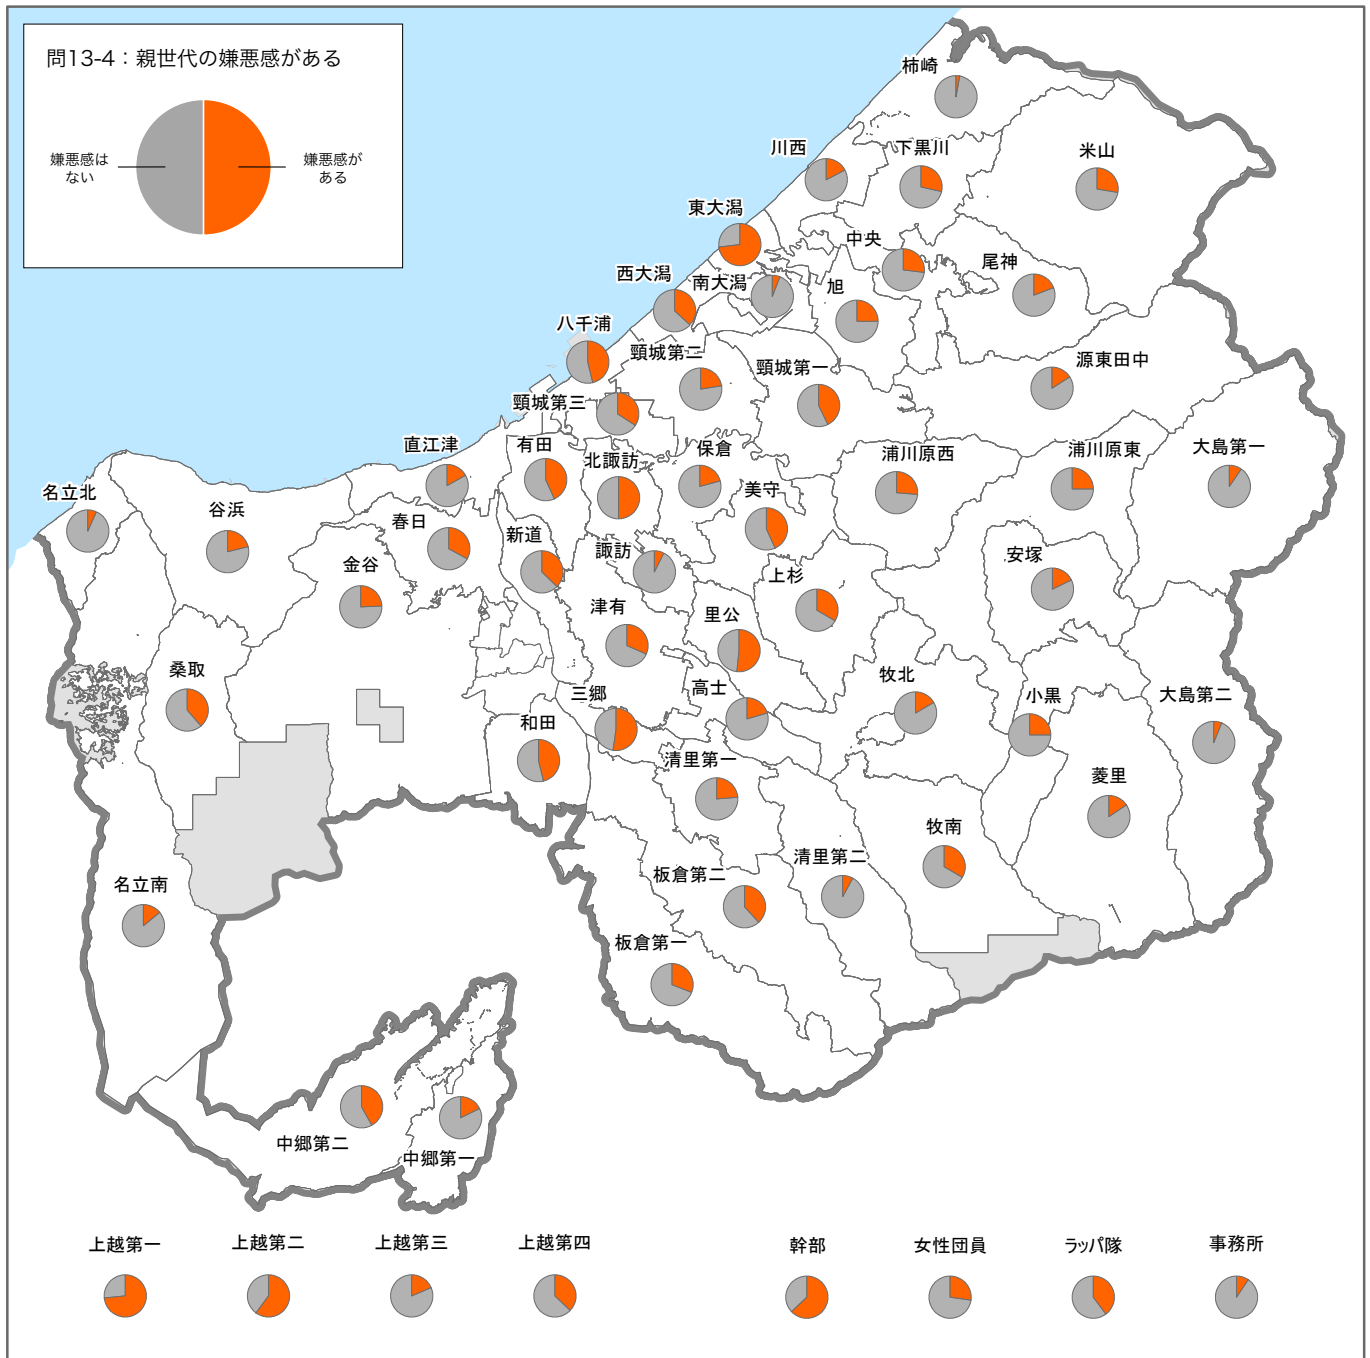 問13-4：親世代の嫌悪感がある
嫌悪感は
ない
嫌悪感が
ある
柿崎
川西
下黒川
米山
東大潟
中央
尾神
西大潟
南大潟
旭
八千浦
頸城第二
頸城第一
源東田中
頸城第三
直江津
有田
北諏訪
保倉
浦川原西
浦川原東
大島第一
名立北
谷浜
春日
新道
美守
金谷
諏訪
上杉
安塚
津有
里公
桑取
三郷
高士
牧北
小黒
大島第二
和田
清里第一
菱里
牧南
名立南
板倉第二
清里第二
板倉第一
中郷第二
中郷第一
上越第一
上越第二
上越第三
上越第四
幹部
女性団員
ラッパ隊
事務所